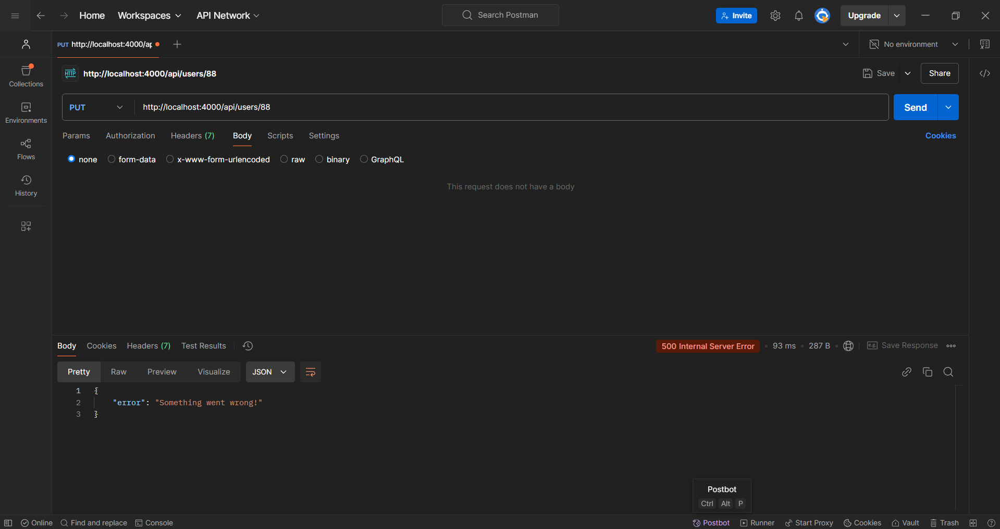 Home Workspaces API Network Search Postman Invite Upgrade
PUT http://localhost:4000/ap No environment
HTTP http://localhost:4000/api/users/88 Save Share
Collections
PUT http://localhost:4000/api/users/88 Send
Environments
Params Authorization Headers (7) Body Scripts Settings Cookies
Flows
none form-data x-www-form-urlencoded raw binary GraphQL
This request does not have a body
History
Body Cookies Headers (7) Test Results 500 Internal Server Error • 93 ms • 287 B • e.g. Save Response
Pretty Raw Preview Visualize JSON
1 {
2 "error": "Something went wrong!"
3 }
Postbot
Ctrl Alt P
Online Find and replace Console Postbot Runner Start Proxy Cookies Vault Trash